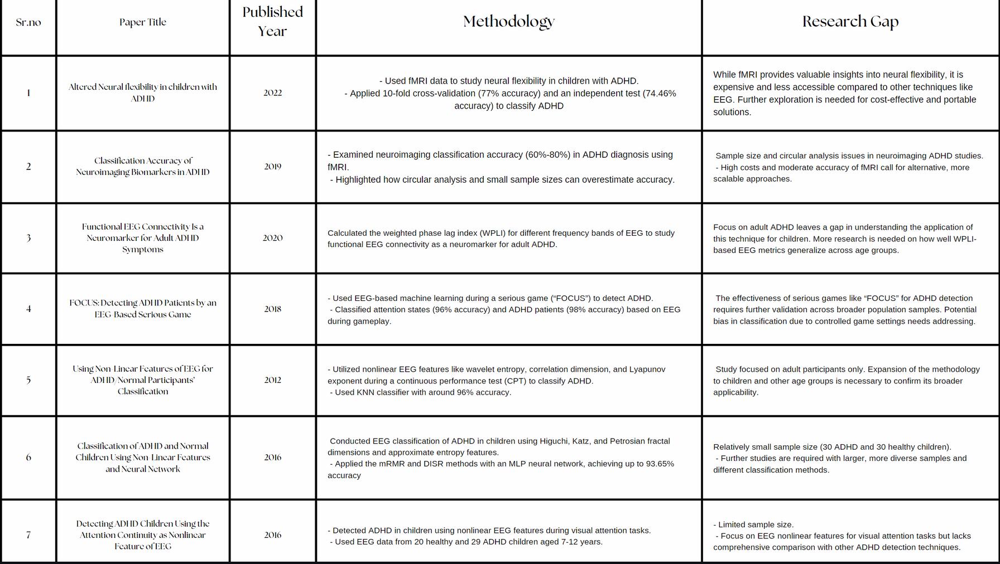 Sr.no
Paper Title
Published
Year
Methodology
Research Gap
1
Altered Neural flexibility in children with
ADHD
2022
- Used fMRI data to study neural flexibility in children with ADHD.
- Applied 10-fold cross-validation (77% accuracy) and an independent test (74.46%
accuracy) to classify ADHD
While fMRI provides valuable insights into neural flexibility, it is
expensive and less accessible compared to other techniques like
EEG. Further exploration is needed for cost-effective and portable
solutions.
2
Classification Accuracy of
Neuroimaging Biomarkers in ADHD
2019
- Examined neuroimaging classification accuracy (60%-80%) in ADHD diagnosis using
fMRI.
- Highlighted how circular analysis and small sample sizes can overestimate accuracy.
Sample size and circular analysis issues in neuroimaging ADHD studies.
- High costs and moderate accuracy of fMRI call for alternative, more
scalable approaches.
3
Functional EEG Connectivity Is a
Neuromarker for Adult ADHD
Symptoms
2020
Calculated the weighted phase lag index (WPLI) for different frequency bands of EEG to study
functional EEG connectivity as a neuromarker for adult ADHD.
Focus on adult ADHD leaves a gap in understanding the application of
this technique for children. More research is needed on how well WPLI-
based EEG metrics generalize across age groups.
4
FOCUS: Detecting ADHD Patients by an
EEG-Based Serious Game
2018
- Used EEG-based machine learning during a serious game (“FOCUS”) to detect ADHD.
- Classified attention states (96% accuracy) and ADHD patients (98% accuracy) based on EEG
during gameplay.
The effectiveness of serious games like “FOCUS” for ADHD detection
requires further validation across broader population samples. Potential
bias in classification due to controlled game settings needs addressing.
5
Using Non-Linear Features of EEG for
ADHD/Normal Participants’
Classification
2012
- Utilized nonlinear EEG features like wavelet entropy, correlation dimension, and Lyapunov
exponent during a continuous performance test (CPT) to classify ADHD.
- Used KNN classifier with around 96% accuracy.
Study focused on adult participants only. Expansion of the methodology
to children and other age groups is necessary to confirm its broader
applicability.
6
Classification of ADHD and Normal
Children Using Non-Linear Features
and Neural Network
2016
Conducted EEG classification of ADHD in children using Higuchi, Katz, and Petrosian fractal
dimensions and approximate entropy features.
- Applied the mRMR and DISR methods with an MLP neural network, achieving up to 93.65%
accuracy
Relatively small sample size (30 ADHD and 30 healthy children).
- Further studies are required with larger, more diverse samples and
different classification methods.
7
Detecting ADHD Children Using the
Attention Continuity as Nonlinear
Feature of EEG
2016
- Detected ADHD in children using nonlinear EEG features during visual attention tasks.
- Used EEG data from 20 healthy and 29 ADHD children aged 7-12 years.
- Limited sample size.
- Focus on EEG nonlinear features for visual attention tasks but lacks
comprehensive comparison with other ADHD detection techniques.